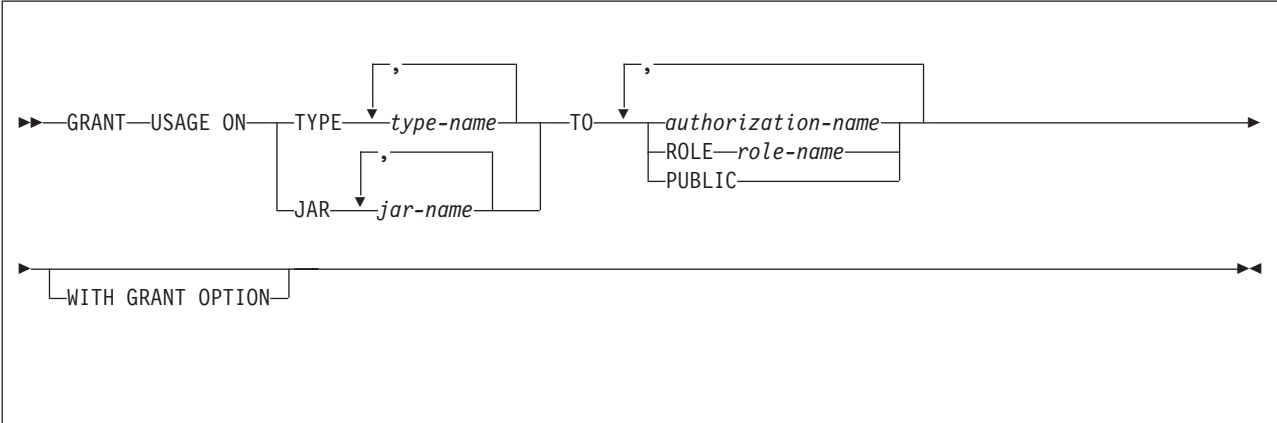 , ,
GRANT USAGE ON TYPE type-name TO authorization-name
, ROLE role-name
PUBLIC
JAR jar-name
WITH GRANT OPTION